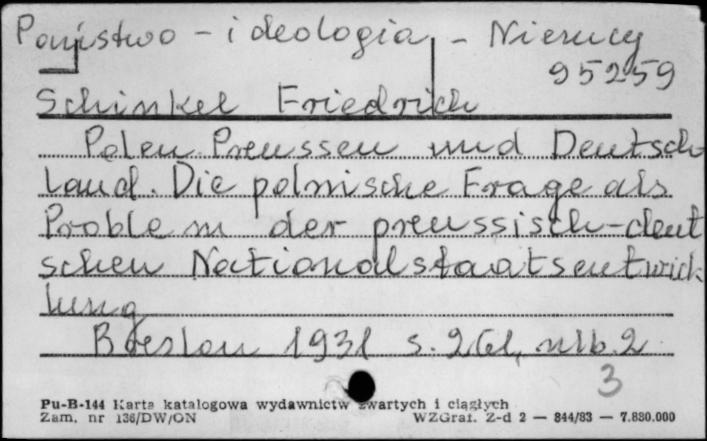 Państwo - ideologia, - Niemcy
95259
Schinkel Friedrich
Polen Preussen und Deutsch
land. Die polnische Frage als
Problem der preussisch-deut
schen Nationalstaatsentwick
lung
Breslau 1931 s. 261, nlb. 2
3
Pu-B-144 Karta katalogowa wydawnictw zwartych i ciągłych
Zam. nr 136/DW/ON WZGraf. Z-d 2 — 844/83 — 7.880.000